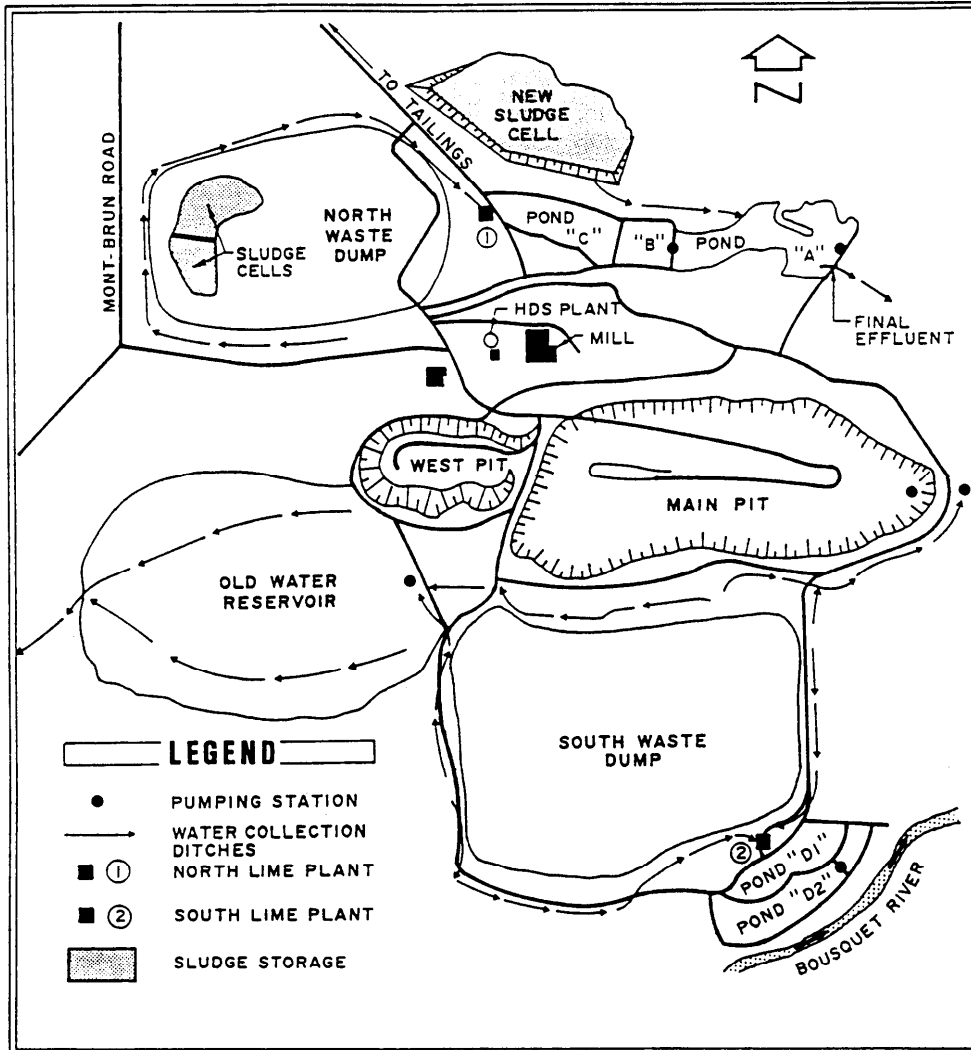 N
TO TAILINGS
NEW
SLUDGE
CELL
MONT-BRUN ROAD
NORTH
WASTE
DUMP
SLUDGE
CELLS
1
POND
"C"
"B"
POND
"A"
HDS PLANT
MILL
FINAL
EFFLUENT
WEST PIT
MAIN PIT
OLD WATER
RESERVOIR
SOUTH WASTE
DUMP
2
POND "D1"
POND "D2"
BOUSQUET RIVER
LEGEND
PUMPING STATION
WATER COLLECTION
DITCHES
1 NORTH LIME PLANT
2 SOUTH LIME PLANT
SLUDGE STORAGE